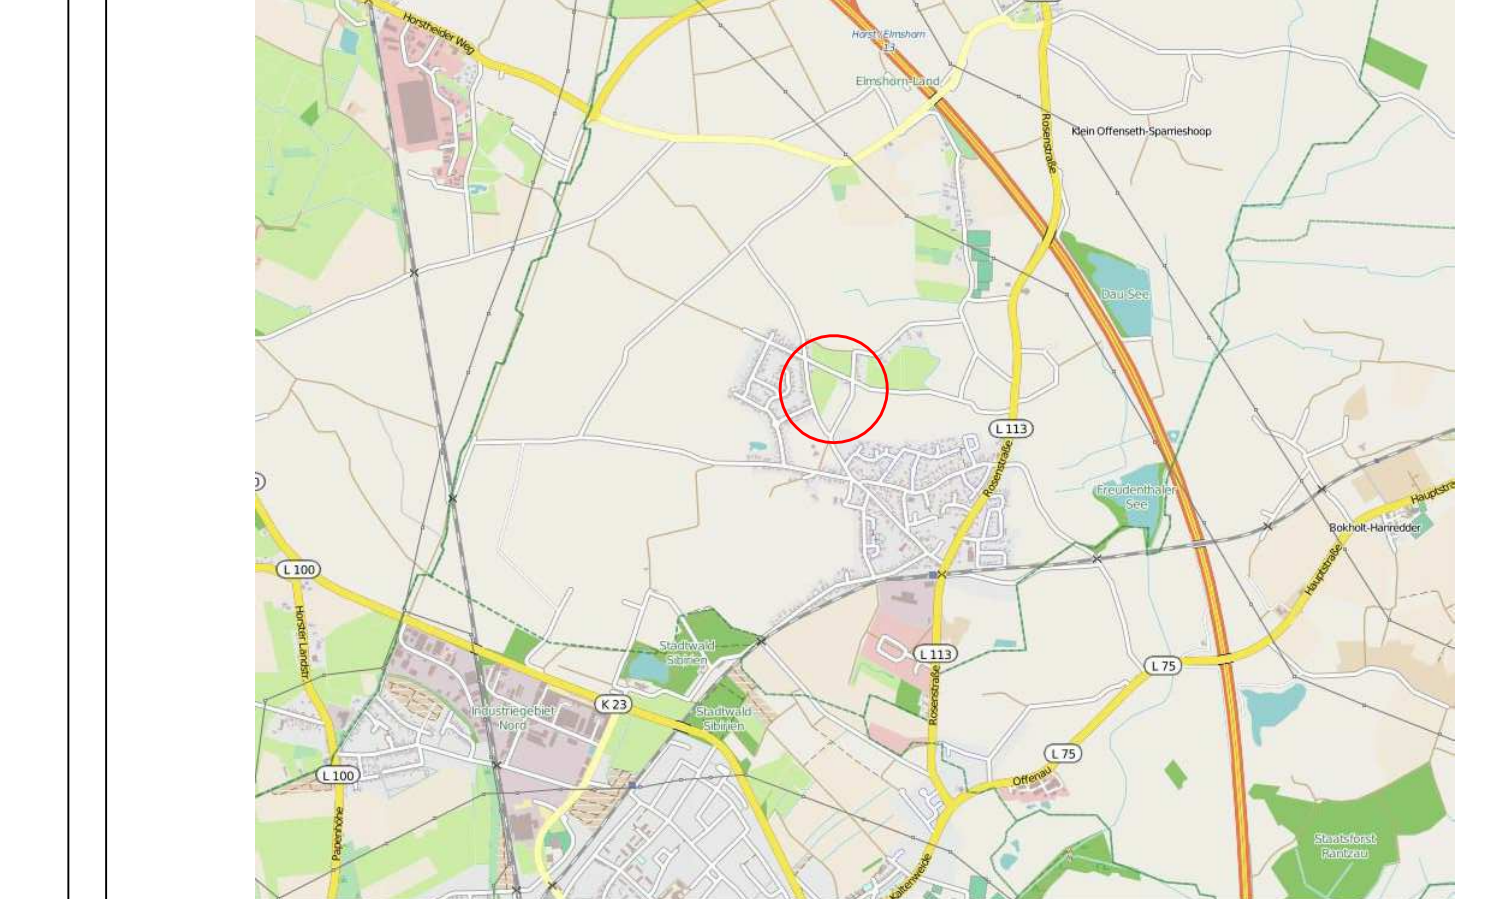 Horstheider Weg
Horst / Elmshorn
13
Elmshorn-Land
Rosenstraße
Klein Offenseth-Sparrieshoop
Dau See
L 113
Rosenstraße
Freudenthaler
See
Hauptstra
Bokholt-Hanredder
Hauptstraße
L 100
Horster Landstr.
Stadtwald
Sibirien
L 113
L 75
Rosenstraße
K 23
Industriegebiet
Nord
Stadtwald
Sibirien
L 100
L 75
Offenau
Papenhöhe
Kaltenweide
Staatsforst
Rantzau